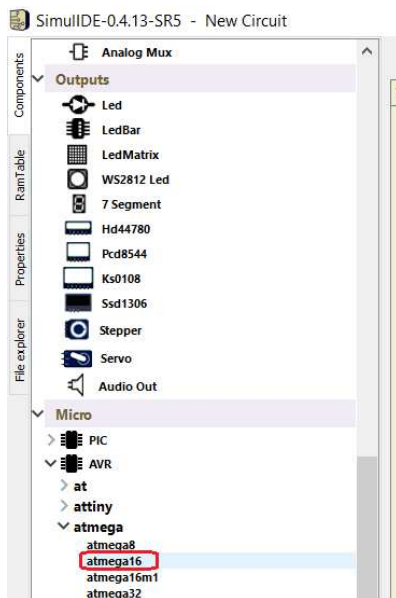 SimulIDE-0.4.13-SR5 - New Circuit
Components
RamTable
Properties
File explorer
Analog Mux
Outputs
Led
LedBar
LedMatrix
WS2812 Led
7 Segment
Hd44780
Pcd8544
Ks0108
Ssd1306
Stepper
Servo
Audio Out
Micro
PIC
AVR
at
attiny
atmega
atmega8
atmega16
atmega16m1
atmega32